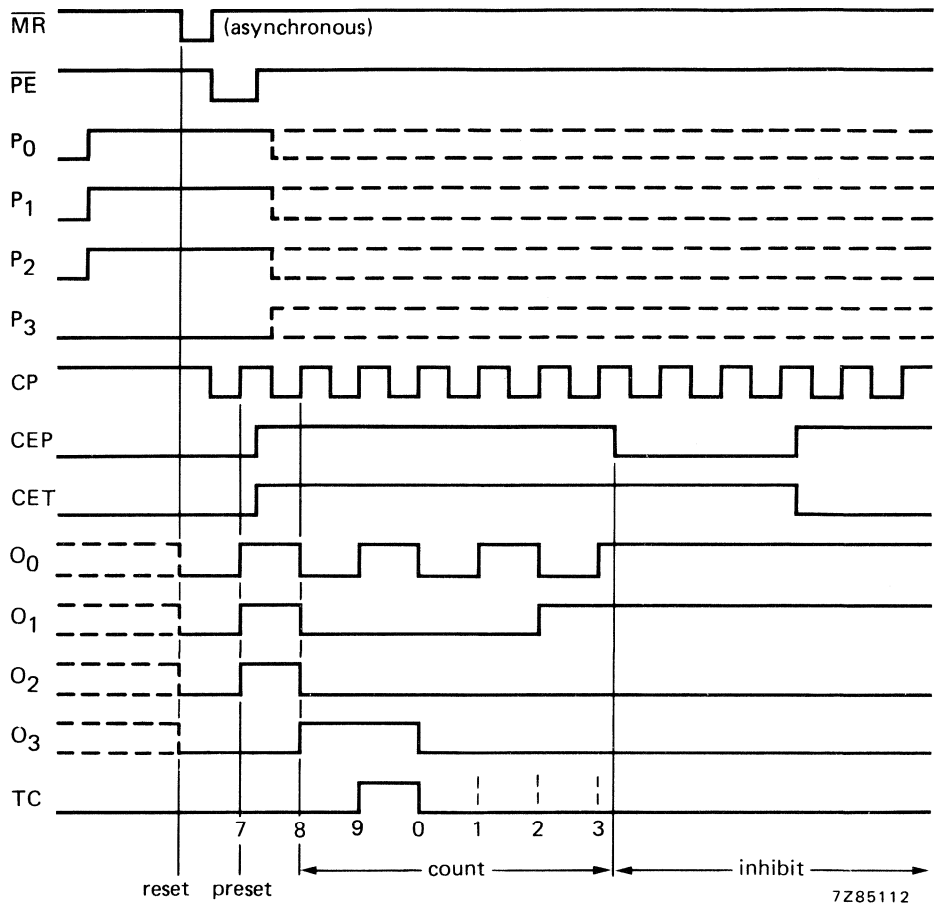 MR (asynchronous)
PE
P0
P1
P2
P3
CP
CEP
CET
O0
O1
O2
O3
TC
7 8 9 0 1 2 3
count inhibit
reset preset
7Z85112